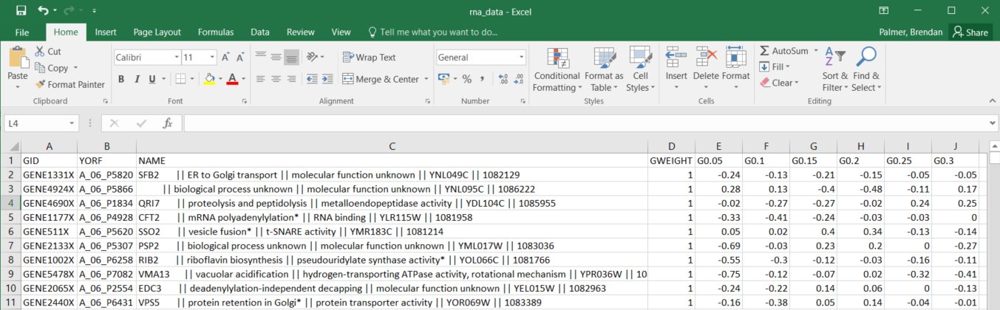 rna_data - Excel
File Home Insert Page Layout Formulas Data Review View Tell me what you want to do... Palmer, Brendan Share
Paste Cut Copy Format Painter
Calibri 11 A A B I U A
Wrap Text Merge & Center
General % ,
Conditional Formatting Format as Table Cell Styles
Insert Delete Format
AutoSum Fill Clear Sort & Filter Find & Select
Clipboard Font Alignment Number Styles Cells Editing
L4 fx
A B C D E F G H I J
1 GID YORF NAME GWEIGHT G0.05 G0.1 G0.15 G0.2 G0.25 G0.3
2 GENE1331X A_06_P5820 SFB2 || ER to Golgi transport || molecular function unknown || YNL049C || 1082129 1 -0.24 -0.13 -0.21 -0.15 -0.05 -0.05
3 GENE4924X A_06_P5866 || biological process unknown || molecular function unknown || YNL095C || 1086222 1 0.28 0.13 -0.4 -0.48 -0.11 0.17
4 GENE4690X A_06_P1834 QRI7 || proteolysis and peptidolysis || metalloendopeptidase activity || YDL104C || 1085955 1 -0.02 -0.27 -0.27 -0.02 0.24 0.25
5 GENE1177X A_06_P4928 CFT2 || mRNA polyadenylylation* || RNA binding || YLR115W || 1081958 1 -0.33 -0.41 -0.24 -0.03 -0.03 0
6 GENE511X A_06_P5620 SSO2 || vesicle fusion* || t-SNARE activity || YMR183C || 1081214 1 0.05 0.02 0.4 0.34 -0.13 -0.14
7 GENE2133X A_06_P5307 PSP2 || biological process unknown || molecular function unknown || YML017W || 1083036 1 -0.69 -0.03 0.23 0.2 0 -0.27
8 GENE1002X A_06_P6258 RIB2 || riboflavin biosynthesis || pseudouridylate synthase activity* || YOL066C || 1081766 1 -0.55 -0.3 -0.12 -0.03 -0.16 -0.11
9 GENE5478X A_06_P7082 VMA13 || vacuolar acidification || hydrogen-transporting ATPase activity, rotational mechanism || YPR036W || 10 1 -0.75 -0.12 -0.07 0.02 -0.32 -0.41
10 GENE2065X A_06_P2554 EDC3 || deadenylylation-independent decapping || molecular function unknown || YEL015W || 1082963 1 -0.24 -0.22 0.14 0.06 0 -0.13
11 GENE2440X A_06_P6431 VPS5 || protein retention in Golgi* || protein transporter activity || YOR069W || 1083389 1 -0.16 -0.38 0.05 0.14 -0.04 -0.01